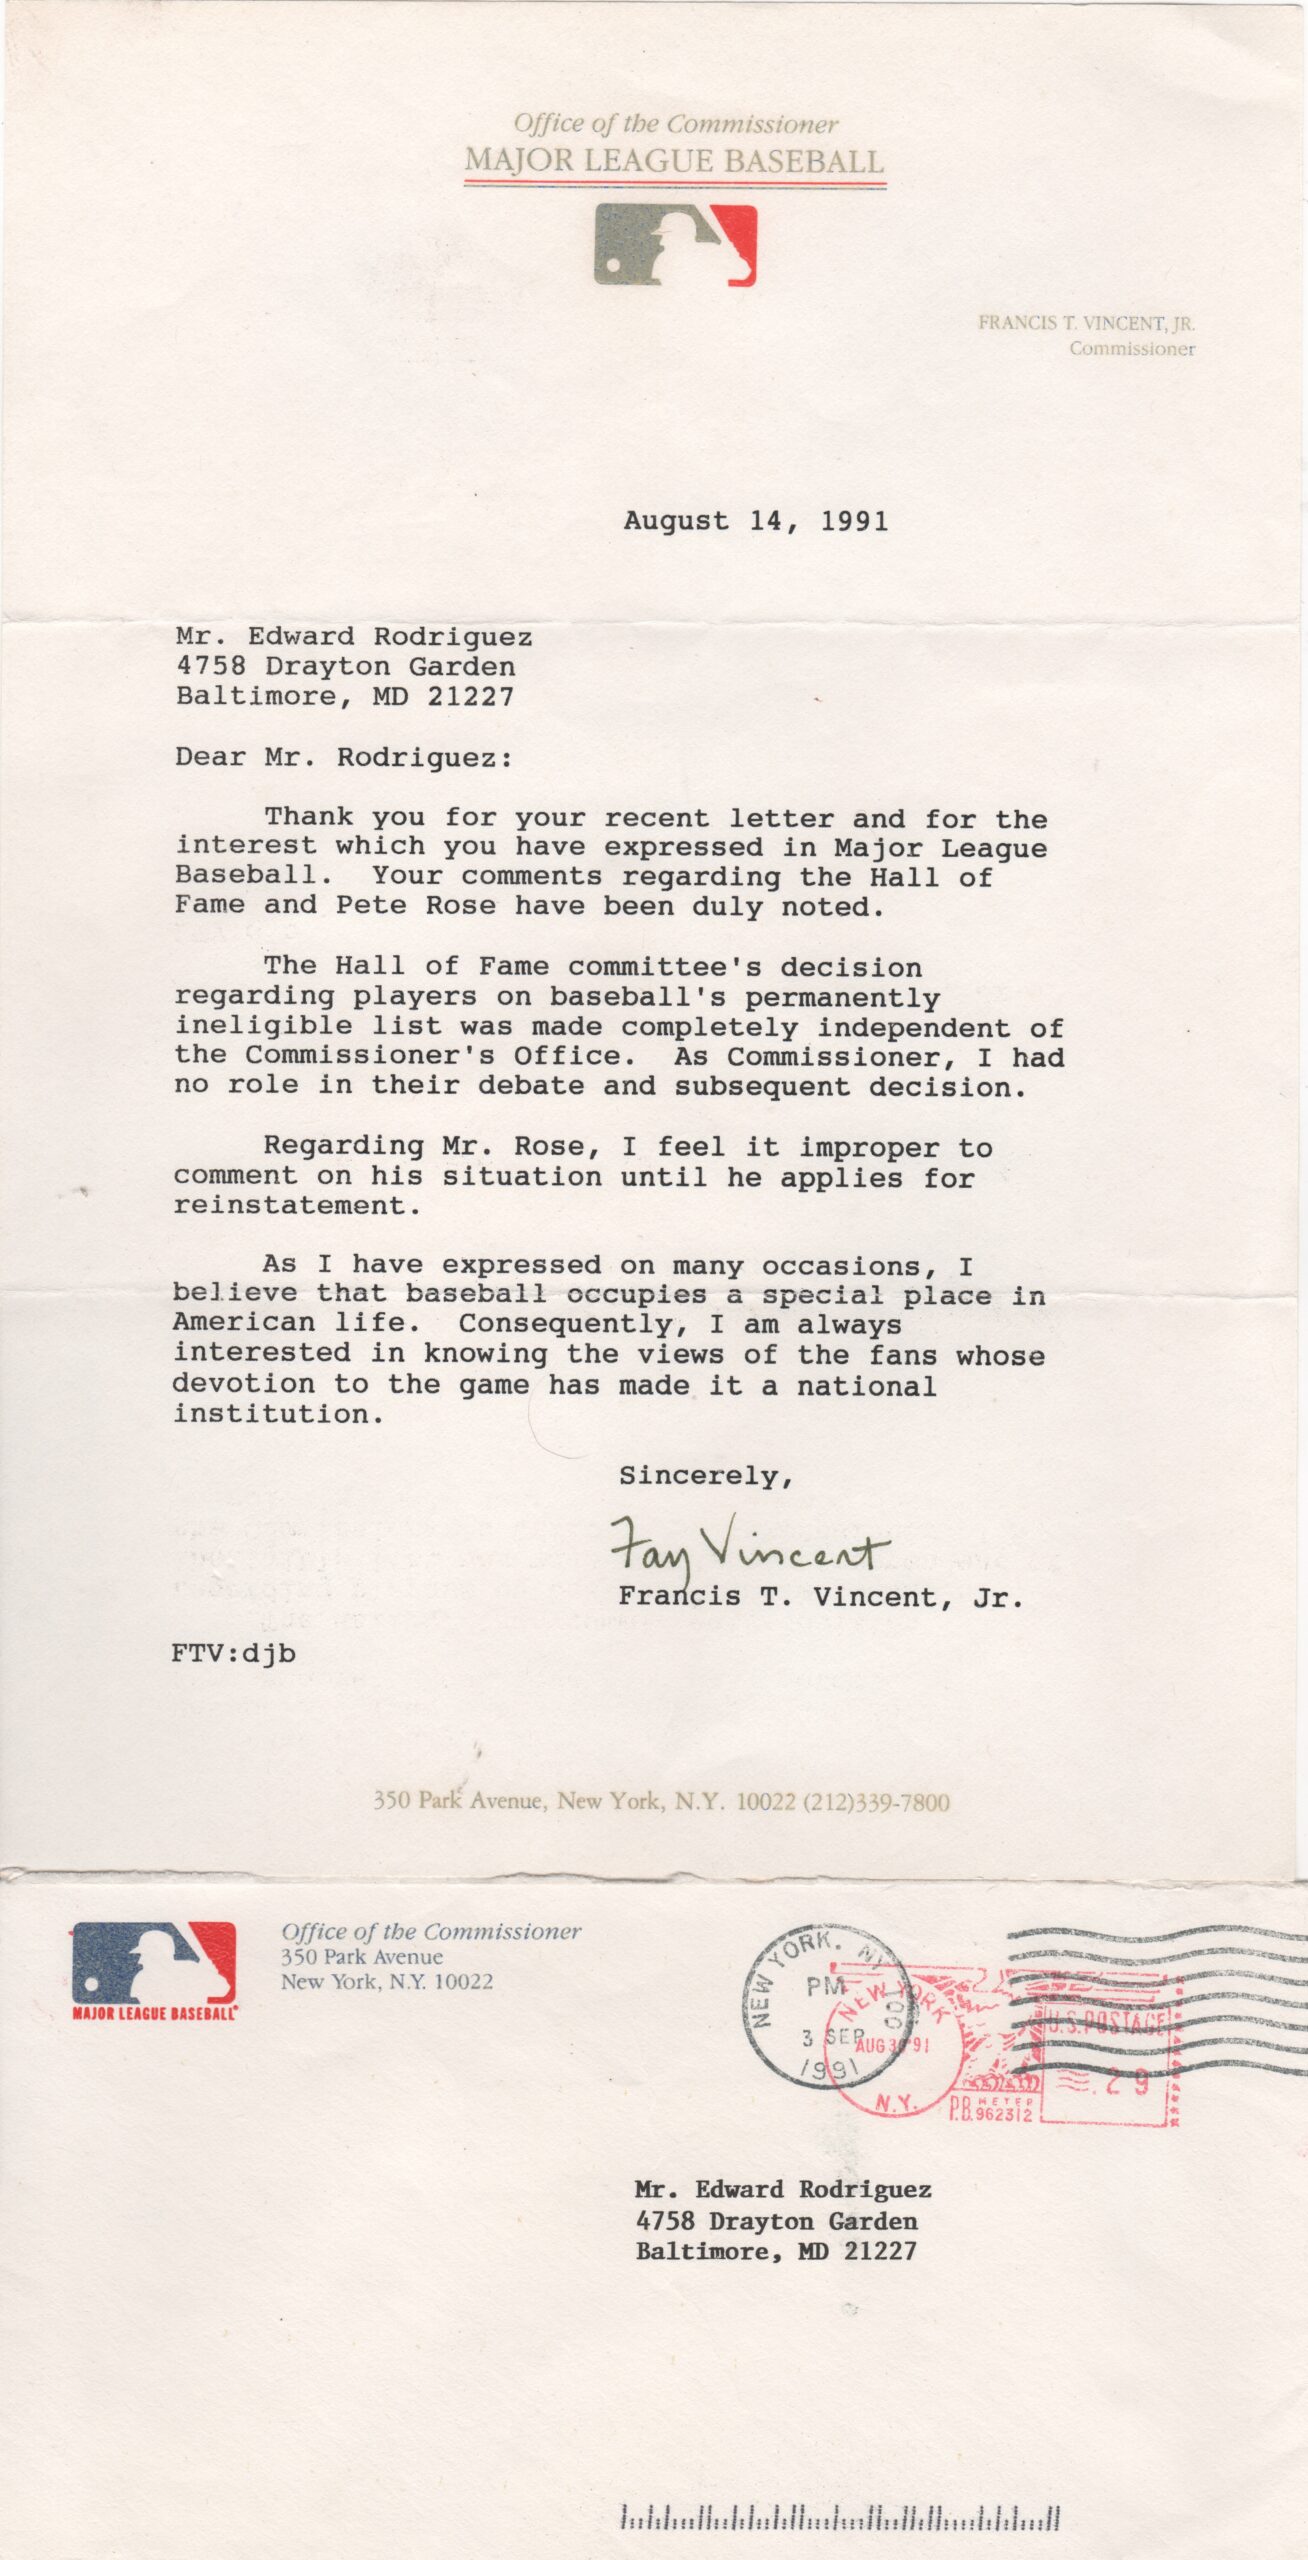 Office of the Commissioner
MAJOR LEAGUE BASEBALL
FRANCIS T. VINCENT, JR.
Commissioner
August 14, 1991
Mr. Edward Rodriguez
4758 Drayton Garden
Baltimore, MD 21227
Dear Mr. Rodriguez:
Thank you for your recent letter and for the
interest which you have expressed in Major League
Baseball. Your comments regarding the Hall of
Fame and Pete Rose have been duly noted.
The Hall of Fame committee's decision
regarding players on baseball's permanently
ineligible list was made completely independent of
the Commissioner's Office. As Commissioner, I had
no role in their debate and subsequent decision.
Regarding Mr. Rose, I feel it improper to
comment on his situation until he applies for
reinstatement.
As I have expressed on many occasions, I
believe that baseball occupies a special place in
American life. Consequently, I am always
interested in knowing the views of the fans whose
devotion to the game has made it a national
institution.
Sincerely,
Fay Vincent
Francis T. Vincent, Jr.
FTV:djb
350 Park Avenue, New York, N.Y. 10022 (212)339-7800
MAJOR LEAGUE BASEBALL®
Office of the Commissioner
350 Park Avenue
New York, N.Y. 10022
NEW YORK, NY 100
PM
3 SEP
1991
NEW YORK
AUG 30 '91
N.Y.
U.S. POSTAGE
.29
P.B. METER
962312
Mr. Edward Rodriguez
4758 Drayton Garden
Baltimore, MD 21227